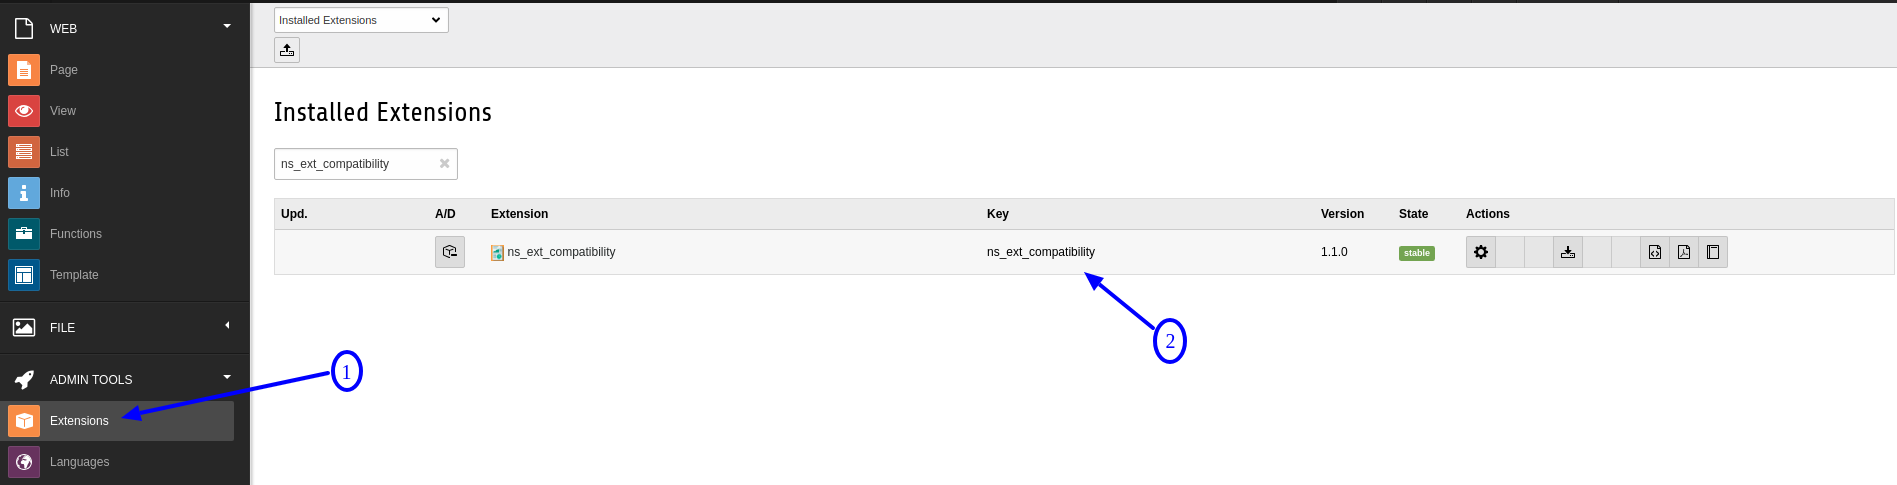 WEB
Page
View
List
Info
Functions
Template
FILE
ADMIN TOOLS
Extensions
Languages
Installed Extensions
Installed Extensions
ns_ext_compatibility
Upd. A/D Extension Key Version State Actions
ns_ext_compatibility ns_ext_compatibility 1.1.0 stable
1
2